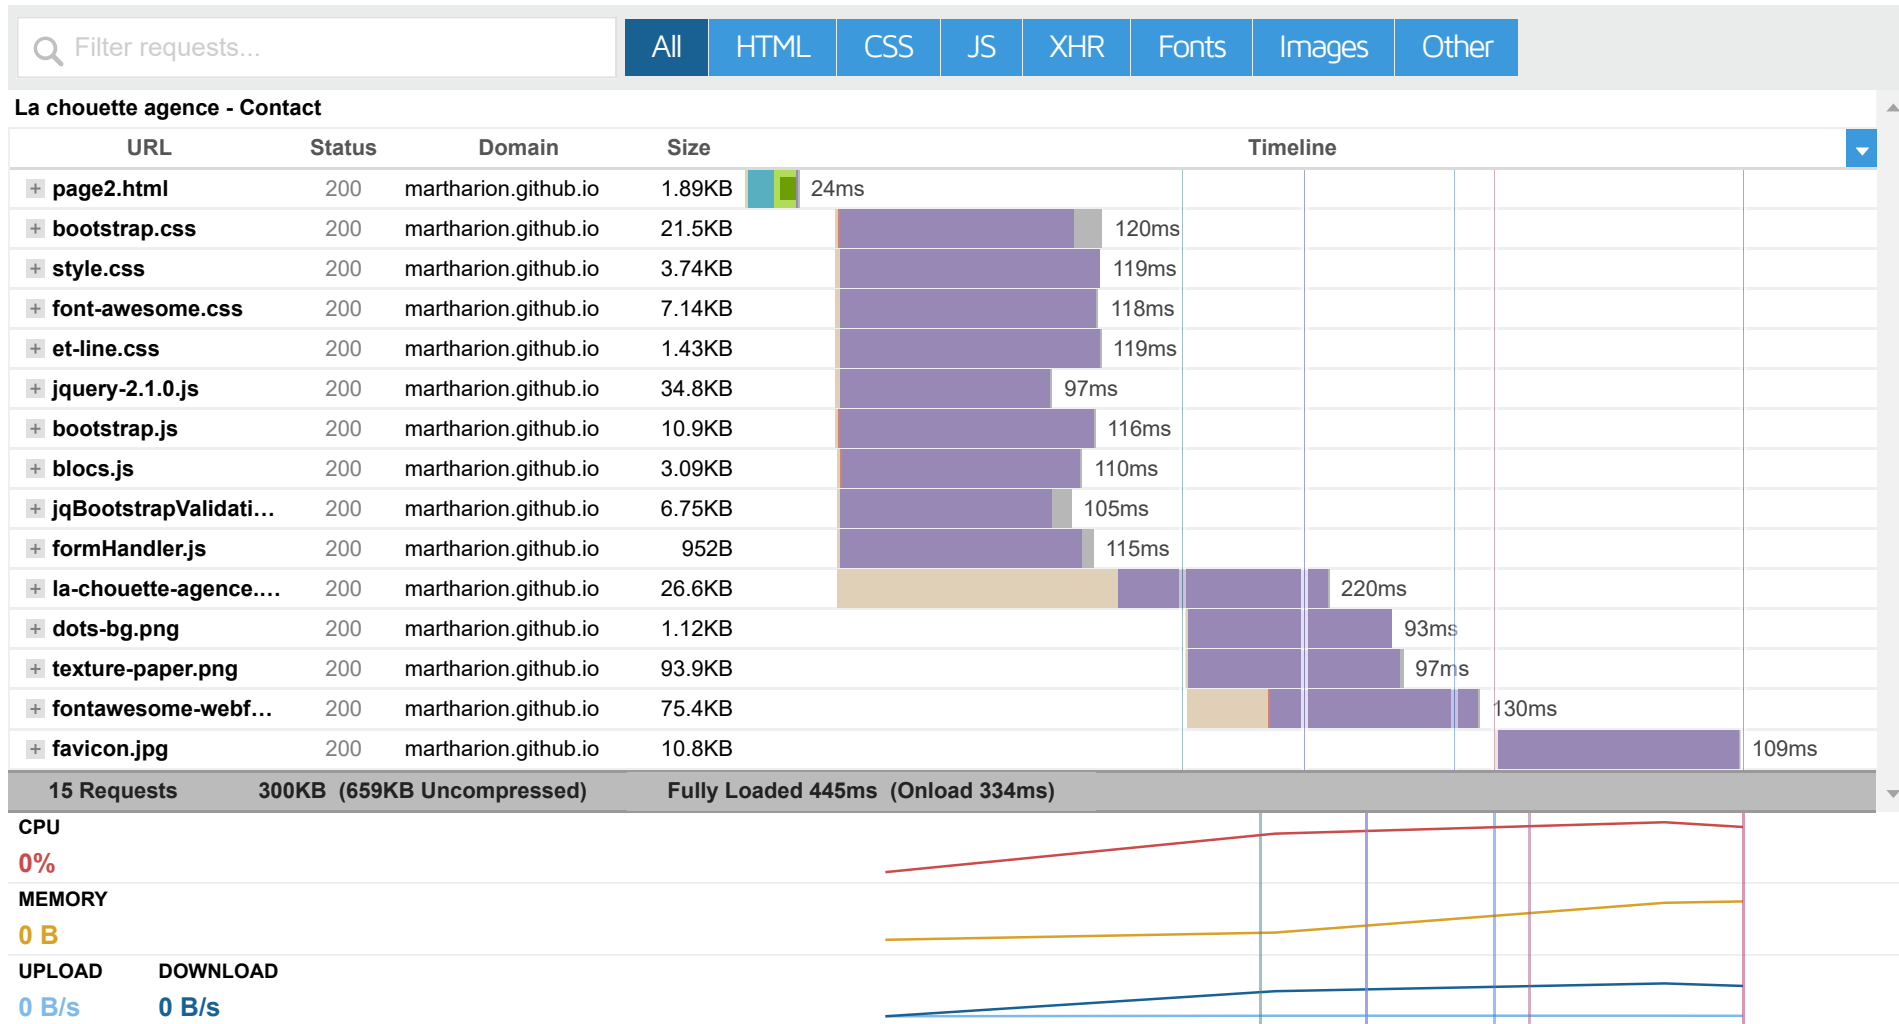 Filter requests...
All HTML CSS JS XHR Fonts Images Other
La chouette agence - Contact
URL Status Domain Size Timeline
page2.html 200 martharion.github.io 1.89KB 24ms
bootstrap.css 200 martharion.github.io 21.5KB 120ms
style.css 200 martharion.github.io 3.74KB 119ms
font-awesome.css 200 martharion.github.io 7.14KB 118ms
et-line.css 200 martharion.github.io 1.43KB 119ms
jquery-2.1.0.js 200 martharion.github.io 34.8KB 97ms
bootstrap.js 200 martharion.github.io 10.9KB 116ms
blocs.js 200 martharion.github.io 3.09KB 110ms
jqBootstrapValidati... 200 martharion.github.io 6.75KB 105ms
formHandler.js 200 martharion.github.io 952B 115ms
la-chouette-agence.... 200 martharion.github.io 26.6KB 220ms
dots-bg.png 200 martharion.github.io 1.12KB 93ms
texture-paper.png 200 martharion.github.io 93.9KB 97ms
fontawesome-webf... 200 martharion.github.io 75.4KB 130ms
favicon.jpg 200 martharion.github.io 10.8KB 109ms
15 Requests 300KB (659KB Uncompressed) Fully Loaded 445ms (Onload 334ms)
CPU
0%
MEMORY
0 B
UPLOAD DOWNLOAD
0 B/s 0 B/s